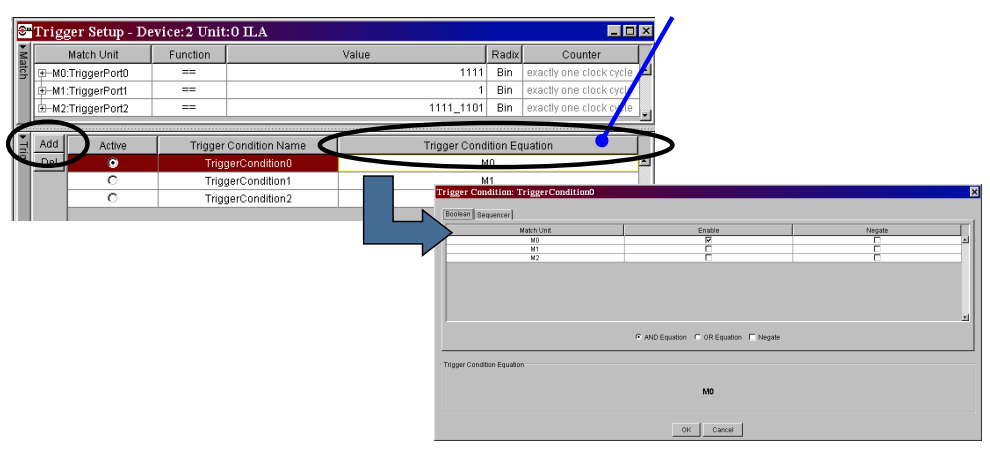 Trigger Setup - Device:2 Unit:0 ILA
Match
Match Unit Function Value Radix Counter
M0:TriggerPort0 == 1111 Bin exactly one clock cycle
M1:TriggerPort1 == 1 Bin exactly one clock cycle
M2:TriggerPort2 == 1111_1101 Bin exactly one clock cycle
Add Active Trigger Condition Name Trigger Condition Equation
Del TriggerCondition0 M0
TriggerCondition1 M1
TriggerCondition2
Trigger Condition: TriggerCondition0
Boolean Sequencer
Match Unit Enable Negate
M0
M1
M2
AND Equation OR Equation Negate
Trigger Condition Equation
M0
OK Cancel